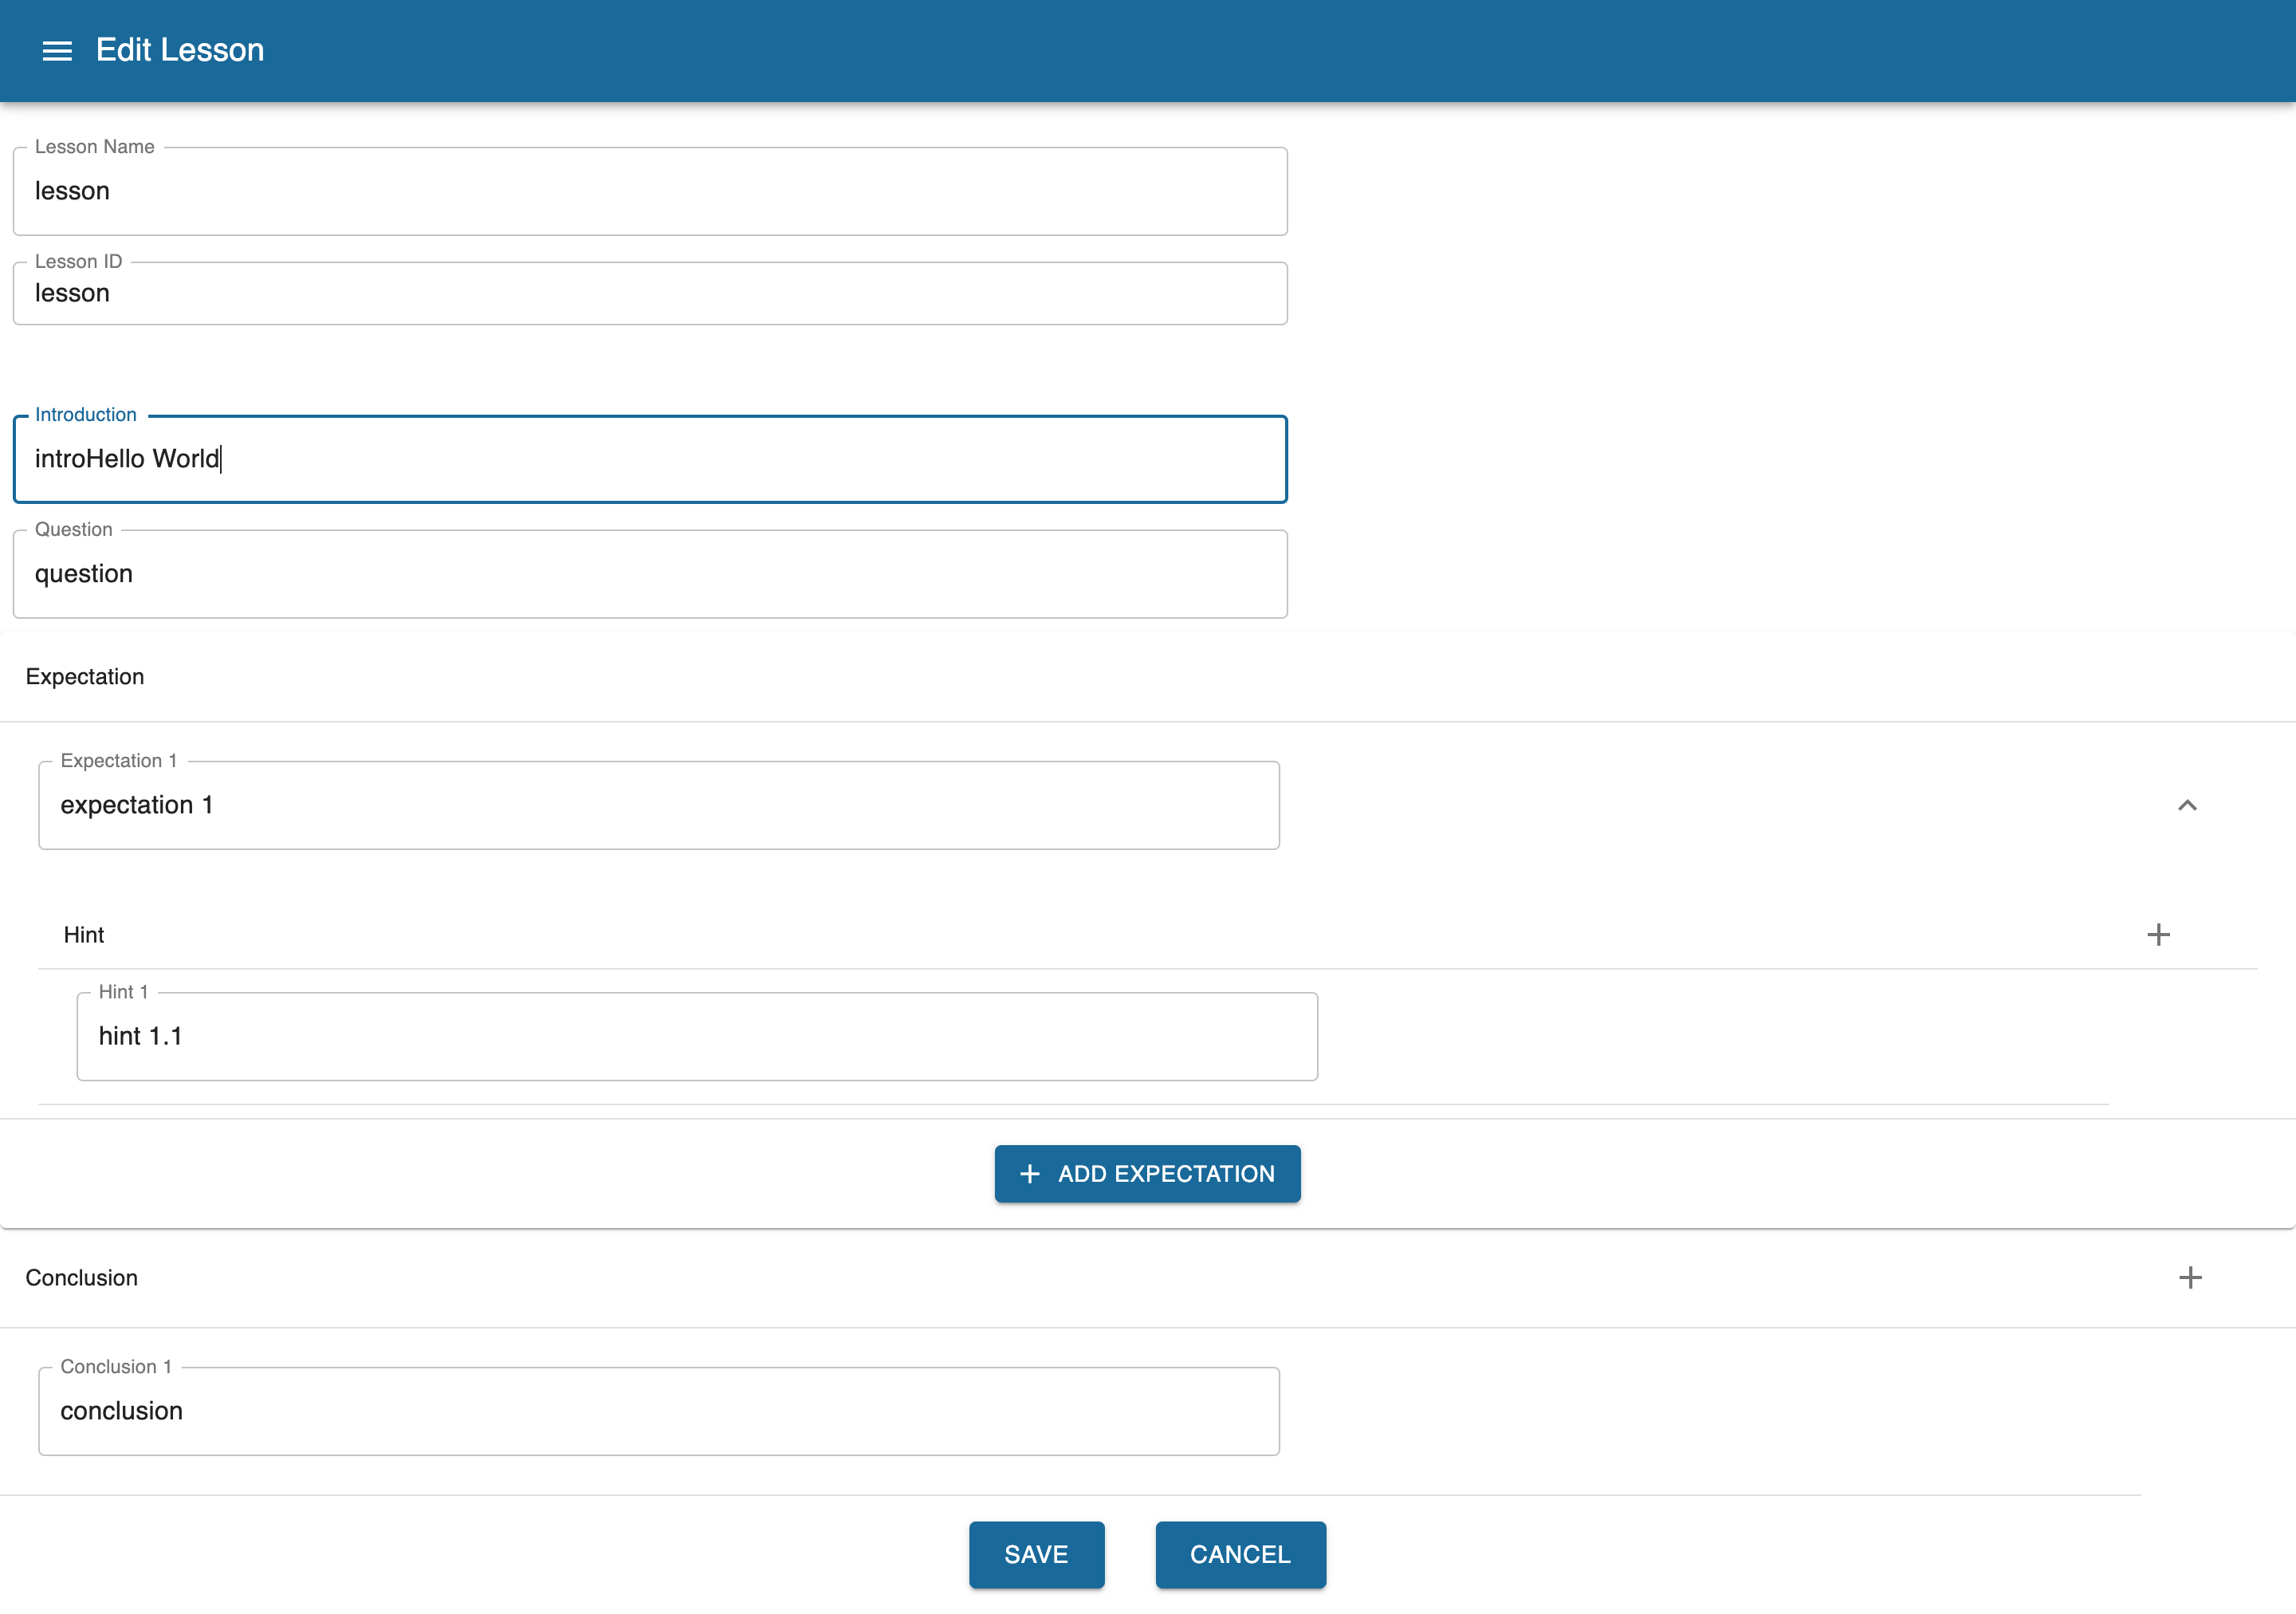 Edit Lesson
Lesson Name
lesson
Lesson ID
lesson
Introduction
introHello World
Question
question
Expectation
Expectation 1
expectation 1
Hint
Hint 1
hint 1.1
ADD EXPECTATION
Conclusion
Conclusion 1
conclusion
SAVE CANCEL